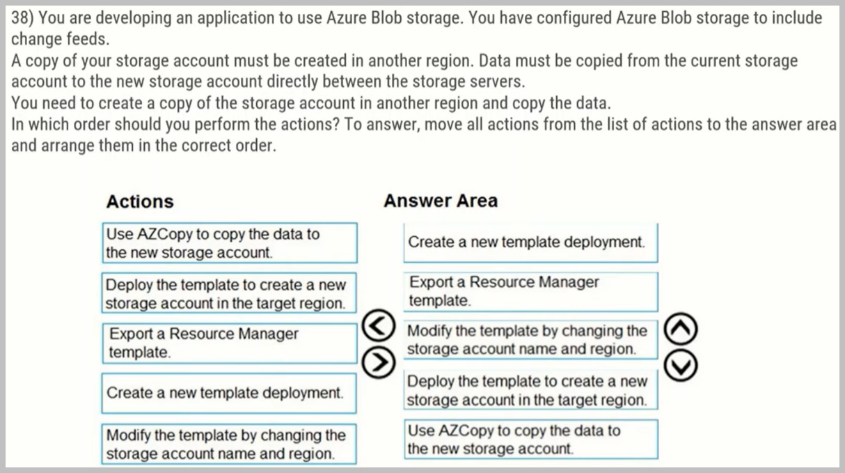 38) You are developing an application to use Azure Blob storage. You have configured Azure Blob storage to include
change feeds.
A copy of your storage account must be created in another region. Data must be copied from the current storage
account to the new storage account directly between the storage servers.
You need to create a copy of the storage account in another region and copy the data.
In which order should you perform the actions? To answer, move all actions from the list of actions to the answer area
and arrange them in the correct order.
Actions
Use AZCopy to copy the data to
the new storage account.
Deploy the template to create a new
storage account in the target region.
Export a Resource Manager
template.
Create a new template deployment.
Modify the template by changing the
storage account name and region.
Answer Area
Create a new template deployment.
Export a Resource Manager
template.
Modify the template by changing the
storage account name and region.
Deploy the template to create a new
storage account in the target region.
Use AZCopy to copy the data to
the new storage account.